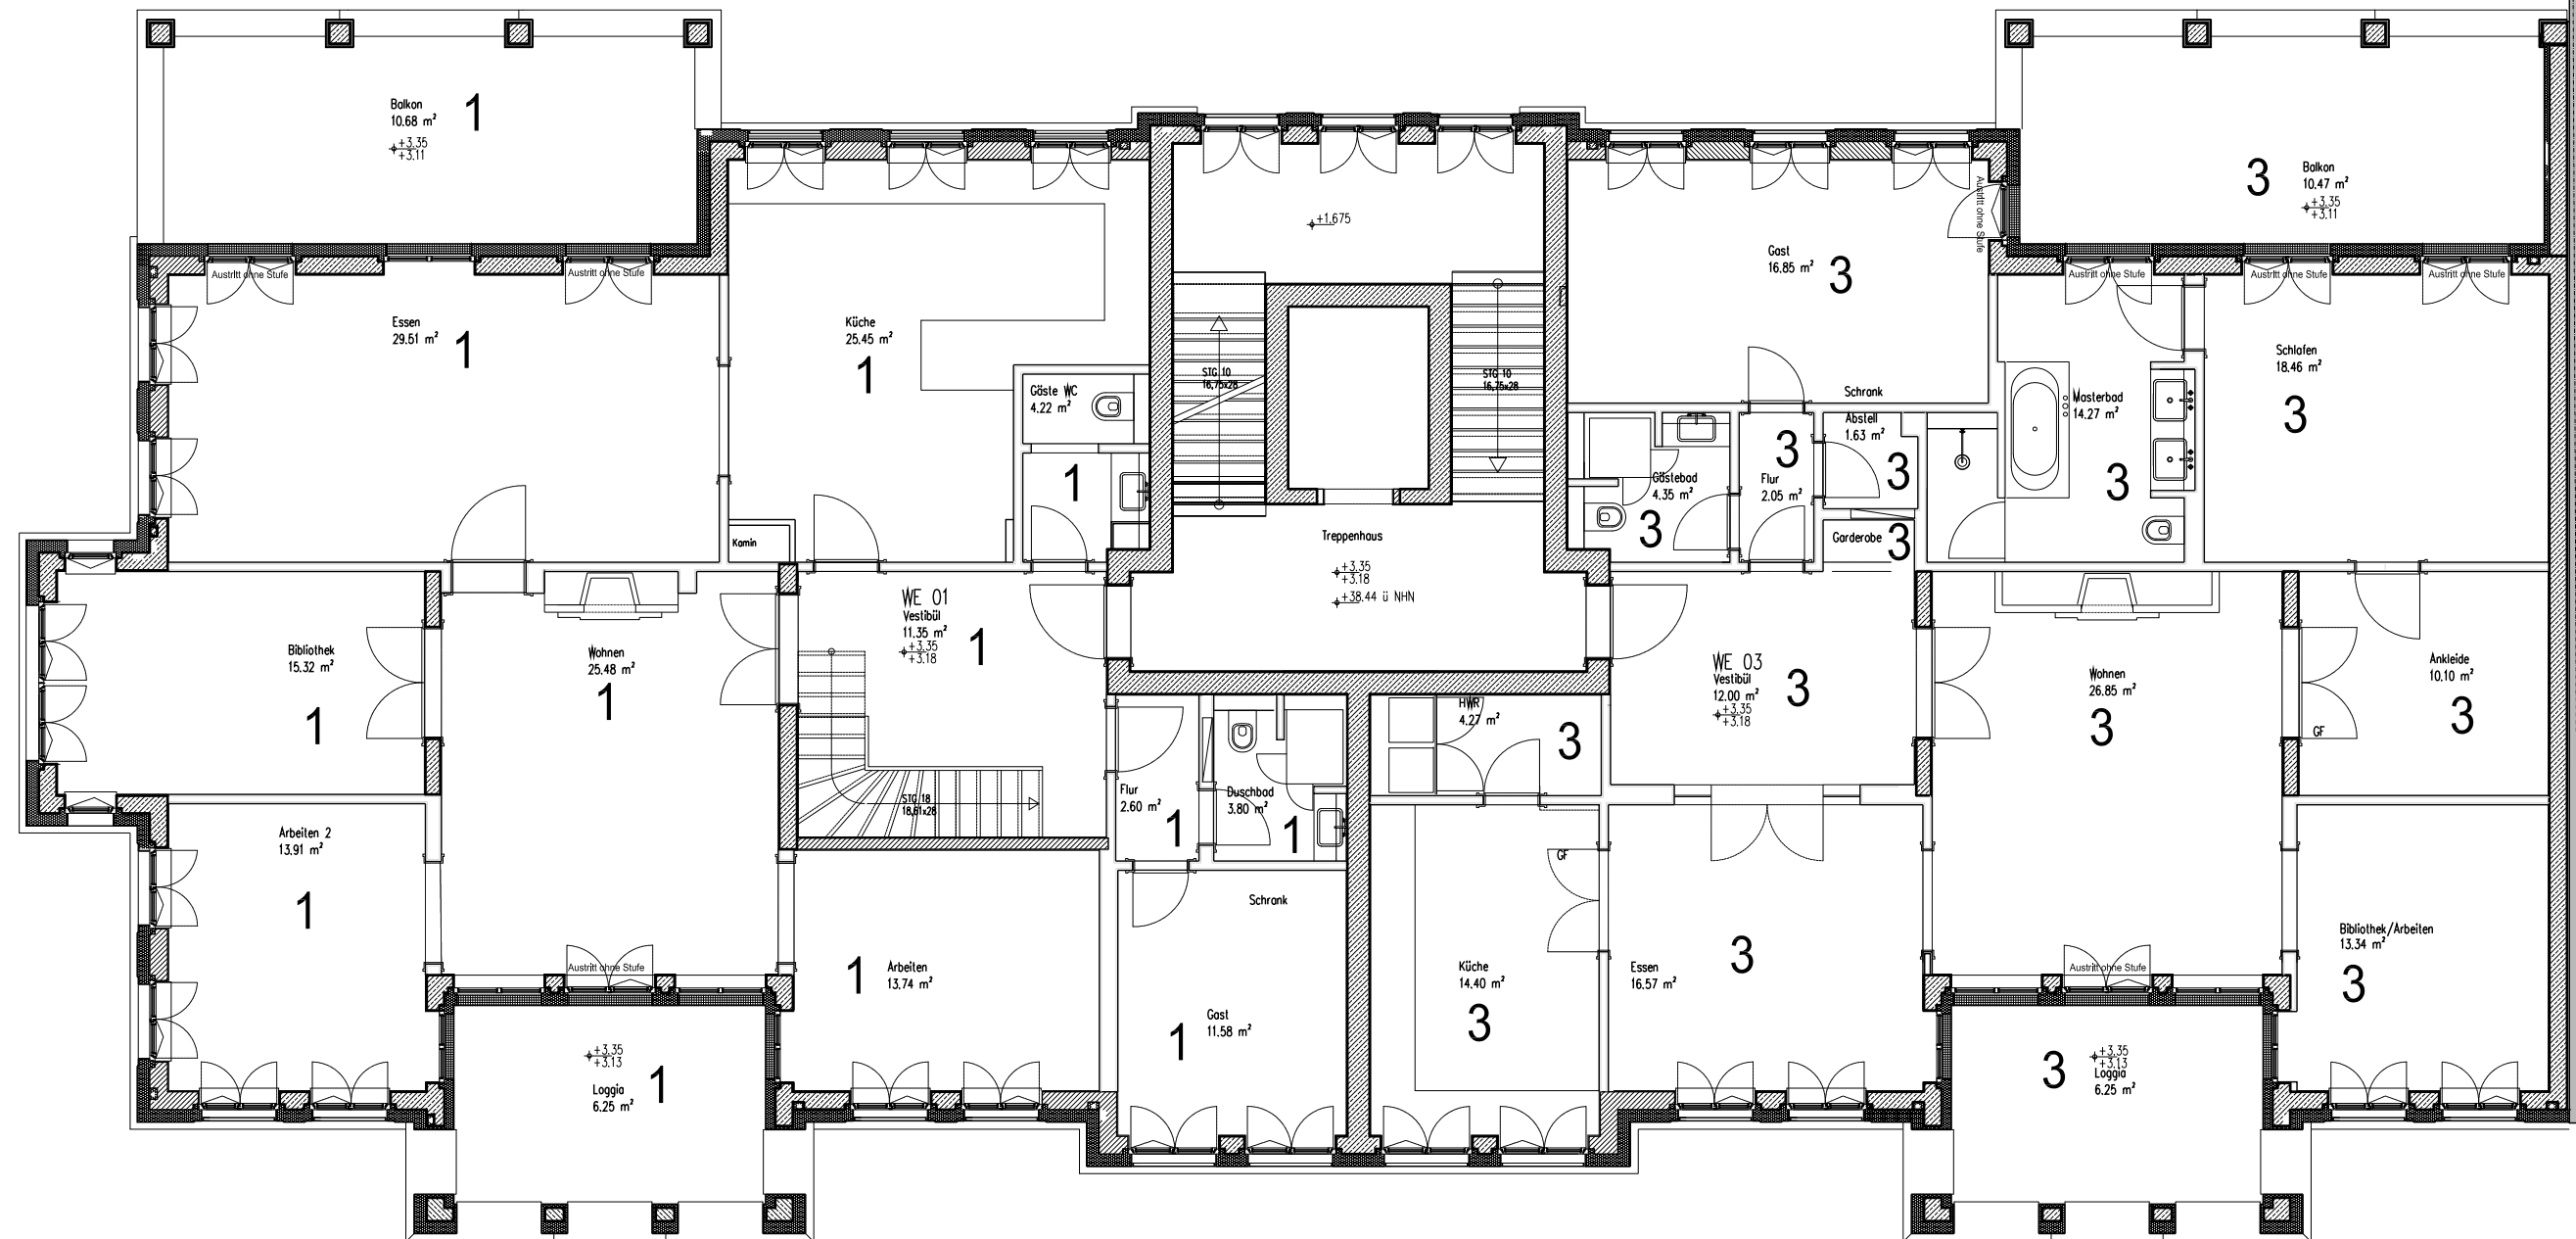 Balkon
10.68 m²
+3.35
+3.11
1
Balkon
10.47 m²
+3.35
+3.11
3
Austritt ohne Stufe
Austritt ohne Stufe
Essen
29.51 m²
1
Küche
25.45 m²
1
Gäste WC
4.22 m²
1
Kamin
+1.675
STG 10
16,75x28
STG 10
16,75x28
Treppenhaus
+3.35
+3.18
+38.44 ü NHN
Gast
16.85 m²
3
Austritt ohne Stufe
Schrank
Austritt ohne Stufe
Austritt ohne Stufe
Austritt ohne Stufe
Gästebad
4.35 m²
3
Flur
2.05 m²
3
Abstell
1.63 m²
3
Garderobe
3
Masterbad
14.27 m²
3
Schlafen
18.46 m²
3
Bibliothek
15.32 m²
1
Wohnen
25.48 m²
1
WE 01
Vestibül
11.35 m²
+3.35
+3.18
1
STG 18
18,61x28
Flur
2.60 m²
1
Duschbad
3.80 m²
1
HWR
4.27 m²
3
WE 03
Vestibül
12.00 m²
+3.35
+3.18
3
Wohnen
26.85 m²
3
Ankleide
10.10 m²
3
GF
Arbeiten 2
13.91 m²
1
Austritt ohne Stufe
Arbeiten
13.74 m²
1
Schrank
Gast
11.58 m²
1
Küche
14.40 m²
3
GF
Essen
16.57 m²
3
Austritt ohne Stufe
Bibliothek/Arbeiten
13.34 m²
3
+3.35
+3.13
Loggia
6.25 m²
1
+3.35
+3.13
Loggia
6.25 m²
3